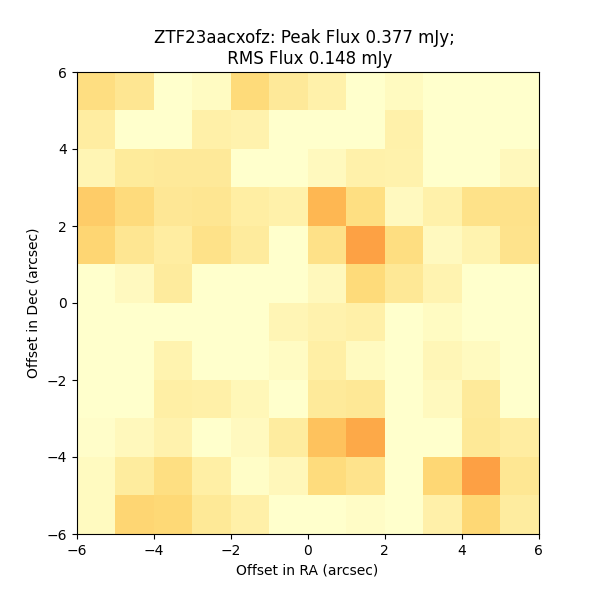 ZTF23aacxofz: Peak Flux 0.377 mJy;
RMS Flux 0.148 mJy
6
4
2
0
−2
−4
−6
Offset in Dec (arcsec)
−6 −4 −2 0 2 4 6
Offset in RA (arcsec)